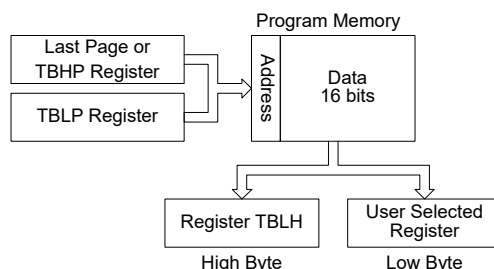 Program Memory
Last Page or
TBHP Register
TBLP Register
Address
Data
16 bits
Register TBLH
User Selected
Register
High Byte
Low Byte